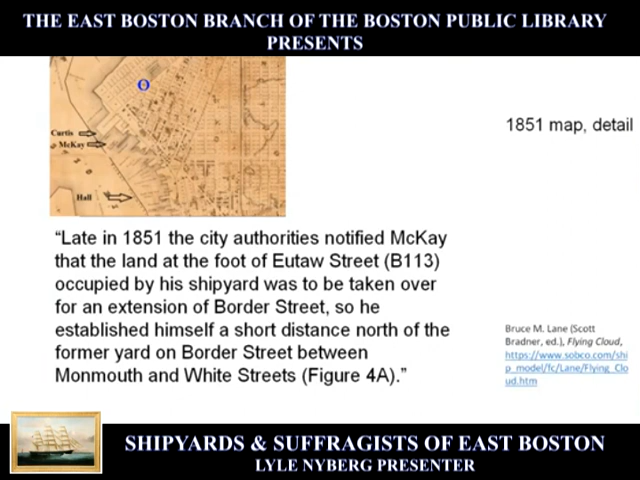 THE EAST BOSTON BRANCH OF THE BOSTON PUBLIC LIBRARY
PRESENTS
O
1851 map, detail
Curtis
McKay
Hall
“Late in 1851 the city authorities notified McKay
that the land at the foot of Eutaw Street (B113)
occupied by his shipyard was to be taken over
for an extension of Border Street, so he
established himself a short distance north of the
former yard on Border Street between
Monmouth and White Streets (Figure 4A).”
Bruce M. Lane (Scott
Bradner, ed.), Flying Cloud,
https://www.sobco.com/shi
p_model/fc/Lane/Flying_Clo
ud.htm
SHIPYARDS & SUFFRAGISTS OF EAST BOSTON
LYLE NYBERG PRESENTER